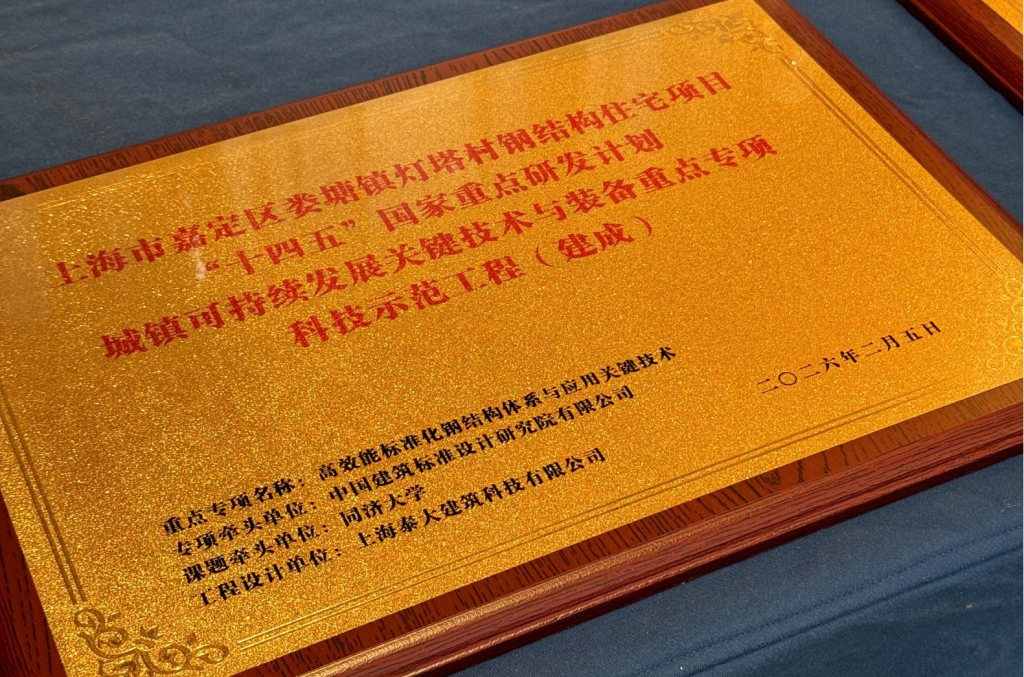 上海市嘉定区娄塘镇灯塔村钢结构住宅项目
“十四五”国家重点研发计划
城镇可持续发展关键技术与装备重点专项
科技示范工程（建成）
重点专项名称：高效能标准化钢结构体系与应用关键技术
专项牵头单位：中国建筑标准设计研究院有限公司
课题牵头单位：同济大学
工程设计单位：上海泰大建筑科技有限公司
二〇二六年二月五日